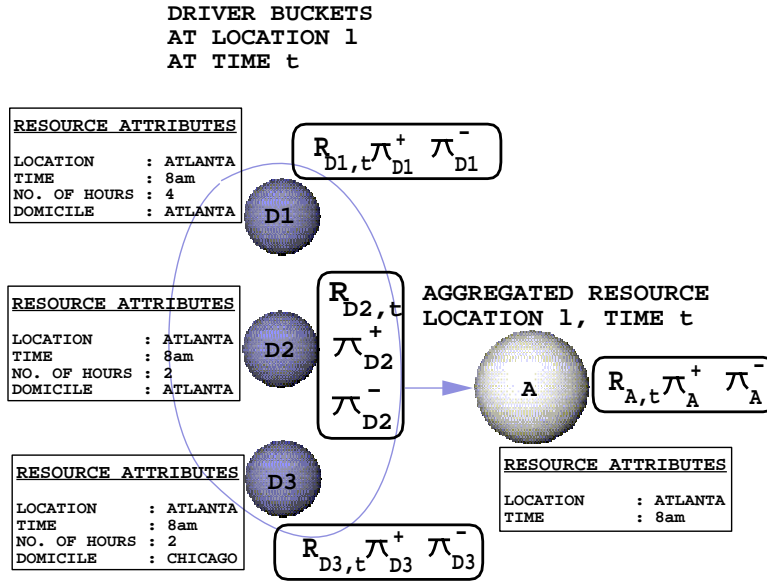 DRIVER BUCKETS
AT LOCATION l
AT TIME t
RESOURCE ATTRIBUTES
LOCATION : ATLANTA
TIME : 8am
NO. OF HOURS : 4
DOMICILE : ATLANTA
R_{D1,t} π^+_{D1} π^-_{D1}
D1
RESOURCE ATTRIBUTES
LOCATION : ATLANTA
TIME : 8am
NO. OF HOURS : 2
DOMICILE : ATLANTA
D2
R_{D2,t}
π^+_{D2}
π^-_{D2}
AGGREGATED RESOURCE
LOCATION l, TIME t
A
R_{A,t} π^+_A π^-_A
RESOURCE ATTRIBUTES
LOCATION : ATLANTA
TIME : 8am
RESOURCE ATTRIBUTES
LOCATION : ATLANTA
TIME : 8am
NO. OF HOURS : 2
DOMICILE : CHICAGO
D3
R_{D3,t} π^+_{D3} π^-_{D3}